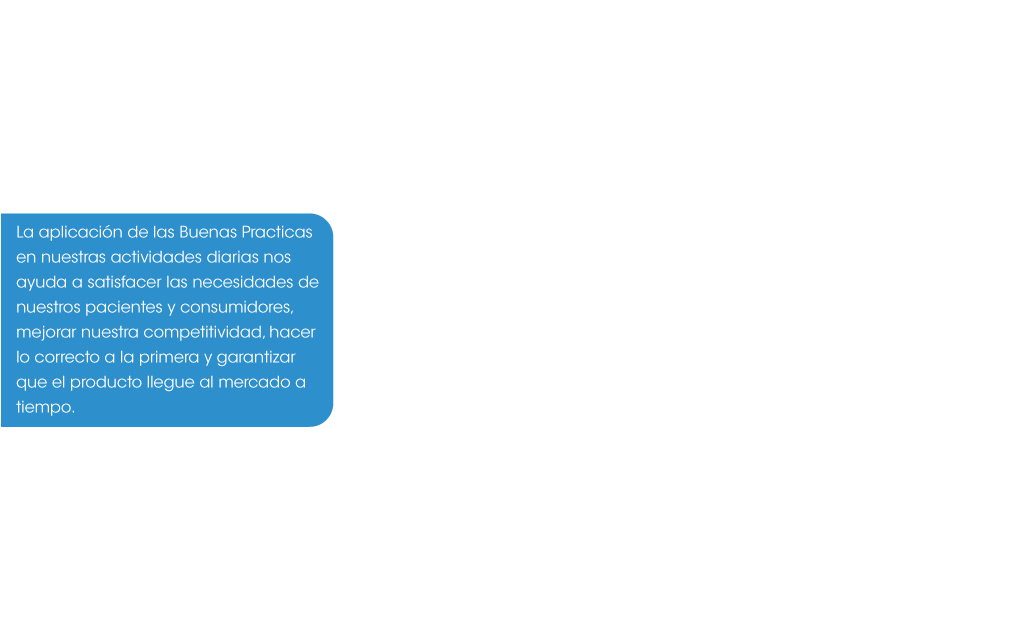 La aplicación de las Buenas Practicas
en nuestras actividades diarias nos
ayuda a satisfacer las necesidades de
nuestros pacientes y consumidores,
mejorar nuestra competitividad, hacer
lo correcto a la primera y garantizar
que el producto llegue al mercado a
tiempo.